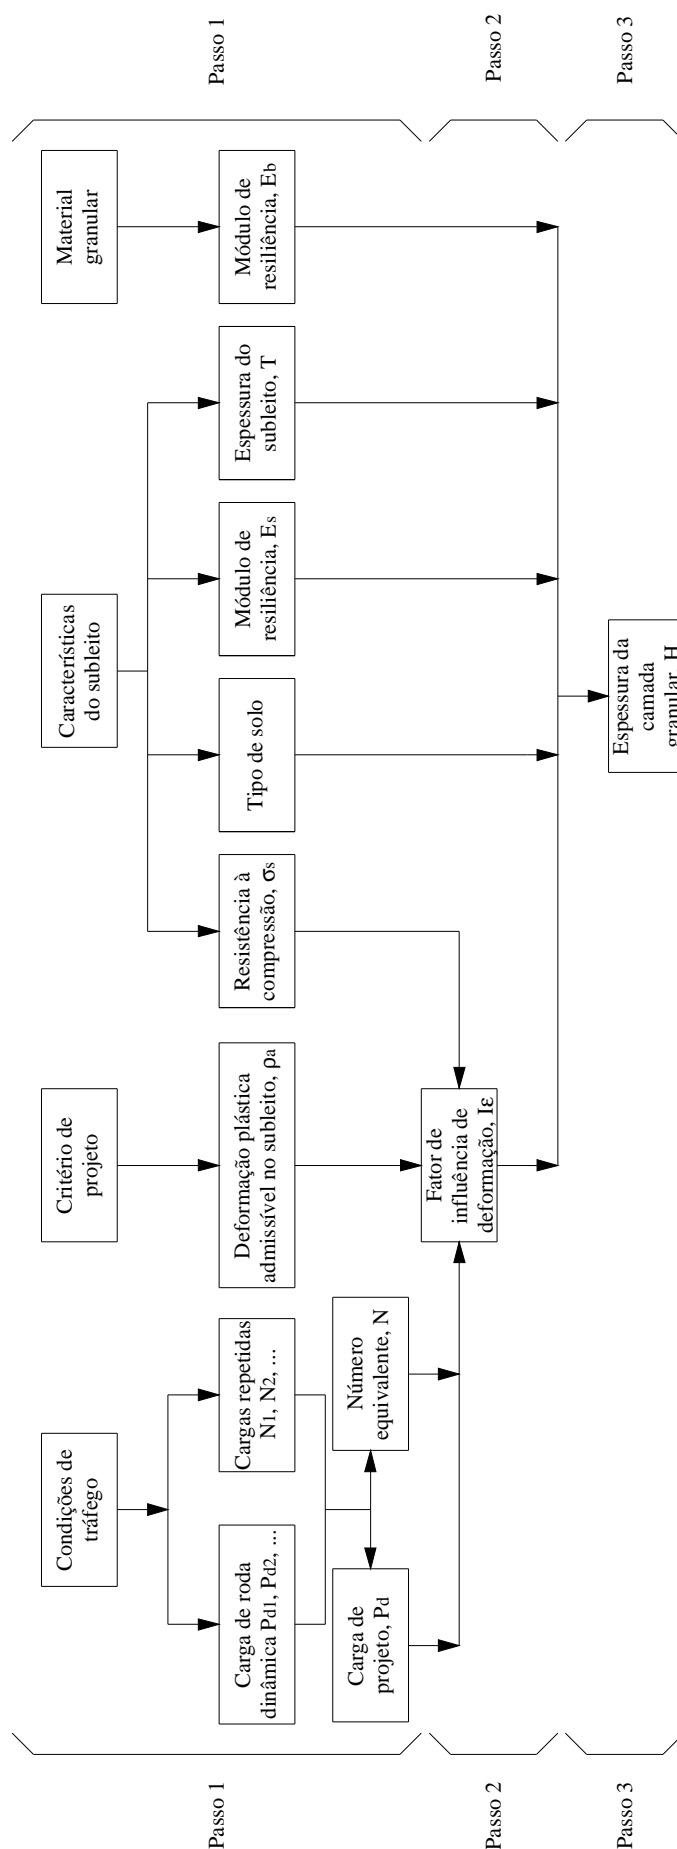 Condições de
tráfego
Critério de
projeto
Características
do subleito
Material
granular
Passo 1
Carga de roda
dinâmica Pd1, Pd2, ...
Cargas repetidas
N1, N2, ...
Deformação plástica
admissível no subleito, ρa
Resistência à
compressão, σs
Tipo de solo
Módulo de
resiliência, Es
Espessura do
subleito, T
Módulo de
resiliência, Eb
Passo 1
Carga de
projeto, Pd
Número
equivalente, N
Passo 2
Fator de
influência de
deformação, Iε
Passo 2
Passo 3
Espessura da
camada
granular, H
Passo 3